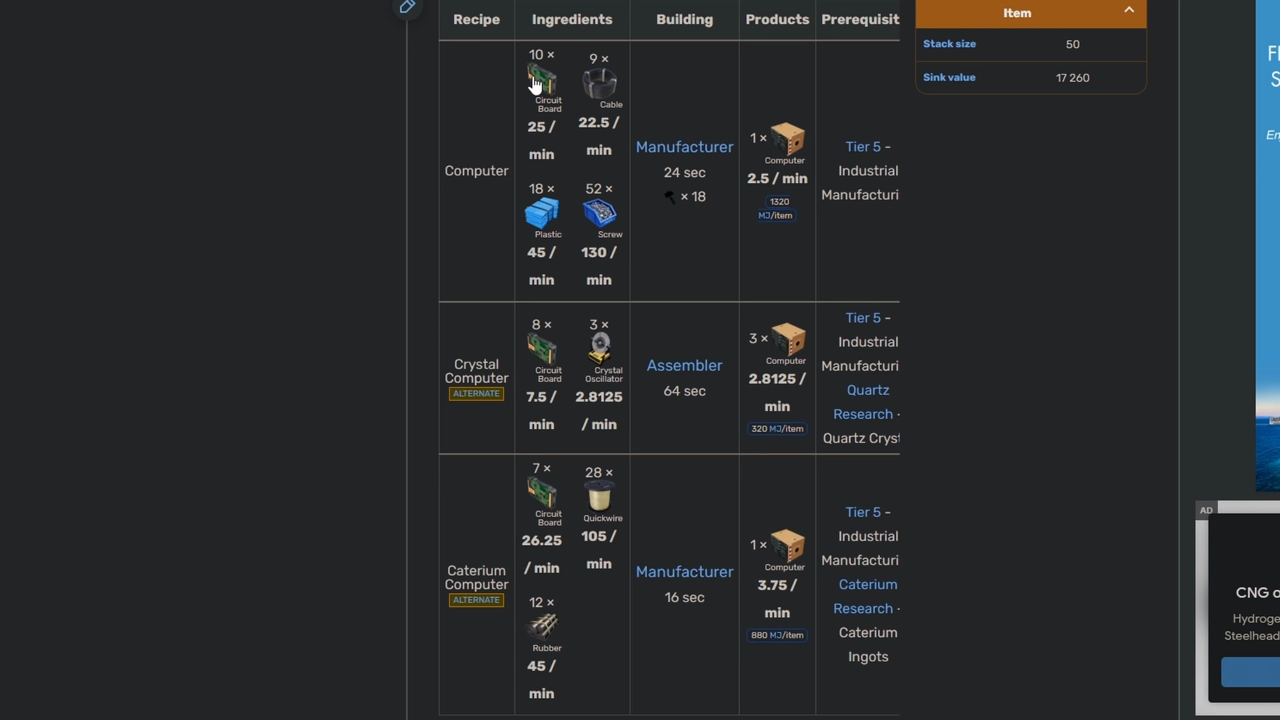 Recipe
Ingredients
Building
Products
Prerequisit
Computer
10 ×
Circuit
Board
25 /
min
9 ×
Cable
22.5 /
min
18 ×
Plastic
45 /
min
52 ×
Screw
130 /
min
Manufacturer
24 sec
× 18
1 ×
Computer
2.5 / min
1320
MJ/item
Tier 5 -
Industrial
Manufacturi
Crystal
Computer
ALTERNATE
8 ×
Circuit
Board
7.5 /
min
3 ×
Crystal
Oscillator
2.8125
/ min
Assembler
64 sec
3 ×
Computer
2.8125 /
min
320 MJ/item
Tier 5 -
Industrial
Manufacturi
Quartz
Research -
Quartz Cryst
Caterium
Computer
ALTERNATE
7 ×
Circuit
Board
26.25
/ min
28 ×
Quickwire
105 /
min
12 ×
Rubber
45 /
min
Manufacturer
16 sec
1 ×
Computer
3.75 /
min
880 MJ/item
Tier 5 -
Industrial
Manufacturi
Caterium
Research -
Caterium
Ingots
Item
Stack size
50
Sink value
17 260
AD
CNG o
Hydroge
Steelhead